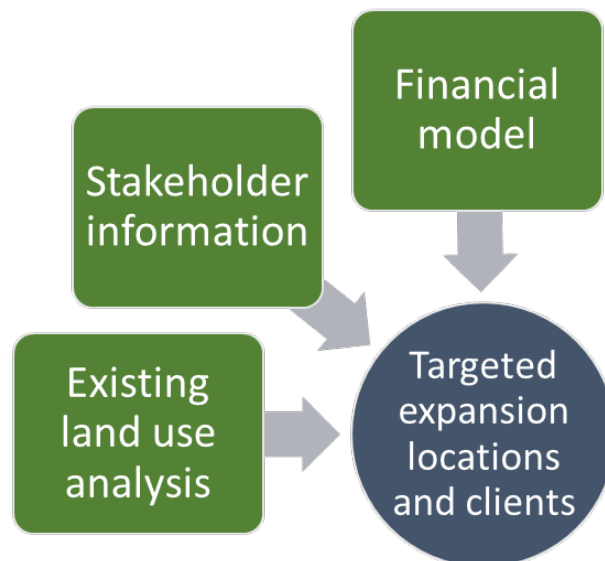 Financial
model
Stakeholder
information
Existing
land use
analysis
Targeted
expansion
locations
and clients